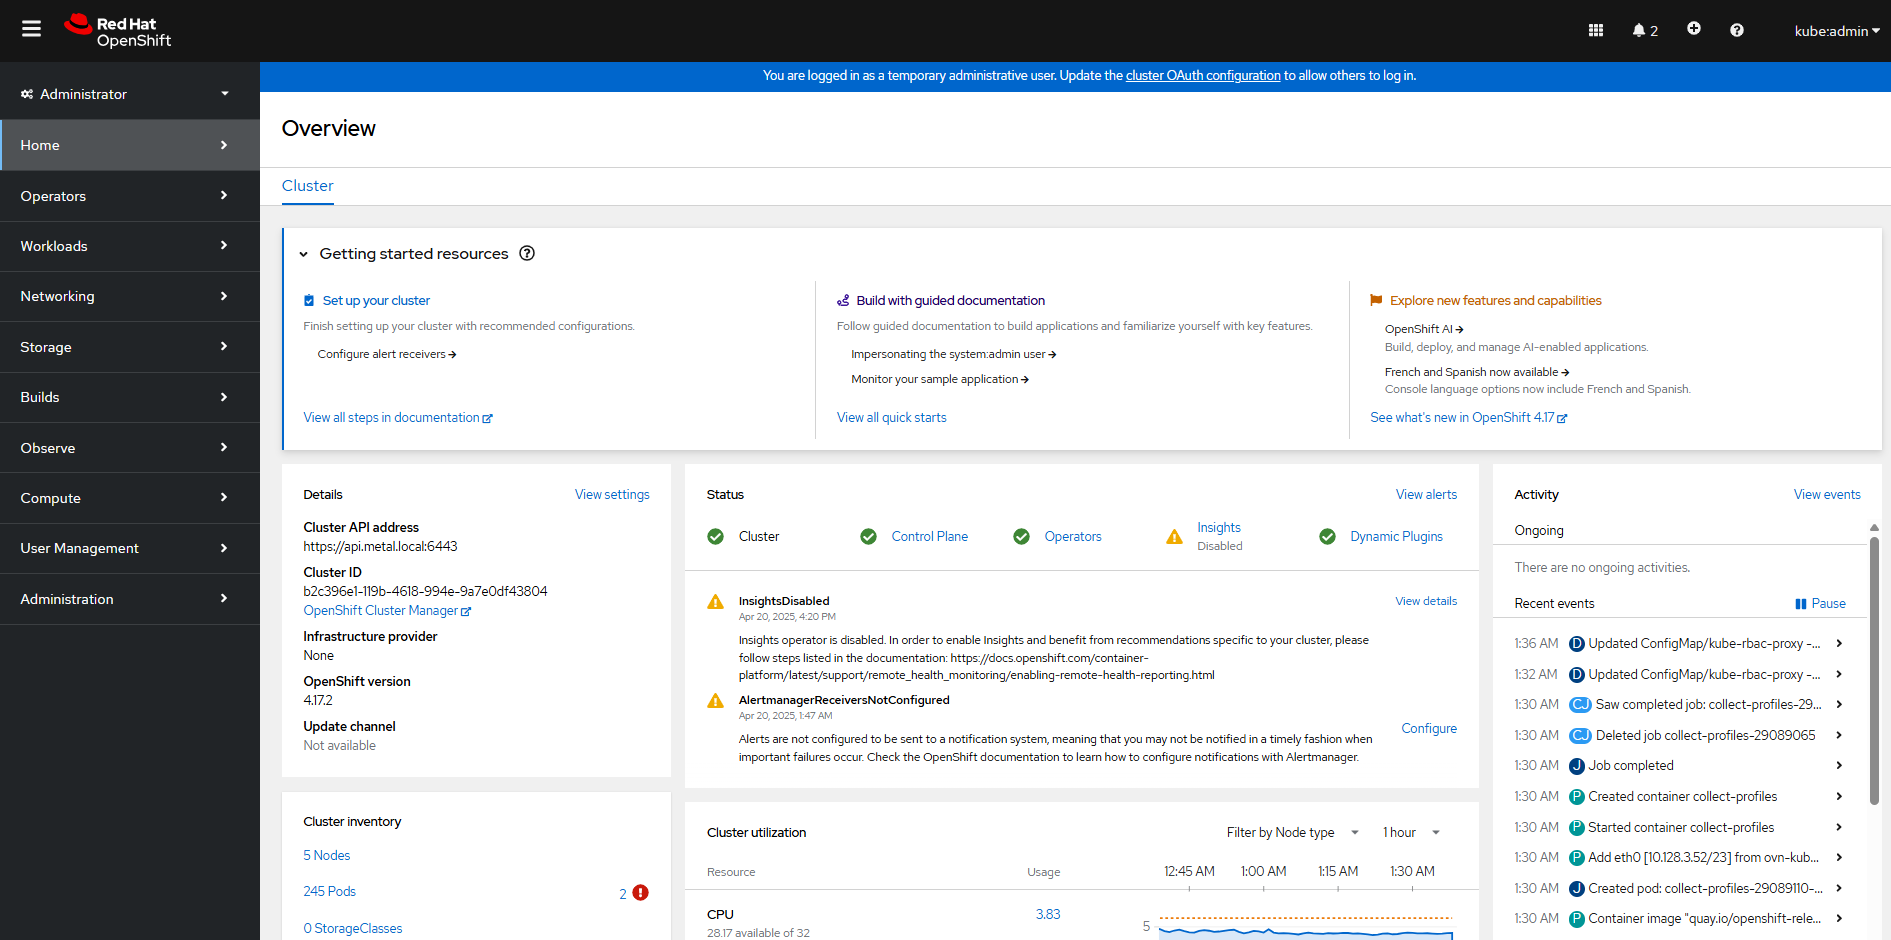 Red Hat
OpenShift
2
kube:admin
You are logged in as a temporary administrative user. Update the cluster OAuth configuration to allow others to log in.
Administrator
Home
Operators
Workloads
Networking
Storage
Builds
Observe
Compute
User Management
Administration
Overview
Cluster
Getting started resources
Set up your cluster
Finish setting up your cluster with recommended configurations.
Configure alert receivers
View all steps in documentation
Build with guided documentation
Follow guided documentation to build applications and familiarize yourself with key features.
Impersonating the system:admin user
Monitor your sample application
View all quick starts
Explore new features and capabilities
OpenShift AI
Build, deploy, and manage AI-enabled applications.
French and Spanish now available
Console language options now include French and Spanish.
See what's new in OpenShift 4.17
Details
View settings
Cluster API address
https://api.metal.local:6443
Cluster ID
b2c396e1-119b-4618-994e-9a7e0df43804
OpenShift Cluster Manager
Infrastructure provider
None
OpenShift version
4.17.2
Update channel
Not available
Cluster inventory
5 Nodes
245 Pods
2
0 StorageClasses
Status
View alerts
Cluster
Control Plane
Operators
Insights
Disabled
Dynamic Plugins
InsightsDisabled
View details
Apr 20, 2025, 4:20 PM
Insights operator is disabled. In order to enable Insights and benefit from recommendations specific to your cluster, please
follow steps listed in the documentation: https://docs.openshift.com/container-
platform/latest/support/remote_health_monitoring/enabling-remote-health-reporting.html
AlertmanagerReceiversNotConfigured
Apr 20, 2025, 1:47 AM
Configure
Alerts are not configured to be sent to a notification system, meaning that you may not be notified in a timely fashion when
important failures occur. Check the OpenShift documentation to learn how to configure notifications with Alertmanager.
Cluster utilization
Filter by Node type
1 hour
Resource
Usage
12:45 AM
1:00 AM
1:15 AM
1:30 AM
CPU
3.83
28.17 available of 32
5
Activity
View events
Ongoing
There are no ongoing activities.
Recent events
Pause
1:36 AM D Updated ConfigMap/kube-rbac-proxy -...
1:32 AM D Updated ConfigMap/kube-rbac-proxy -...
1:30 AM CJ Saw completed job: collect-profiles-29...
1:30 AM CJ Deleted job collect-profiles-29089065
1:30 AM J Job completed
1:30 AM P Created container collect-profiles
1:30 AM P Started container collect-profiles
1:30 AM P Add eth0 [10.128.3.52/23] from ovn-kub...
1:30 AM J Created pod: collect-profiles-29089110-...
1:30 AM P Container image "quay.io/openshift-rele...